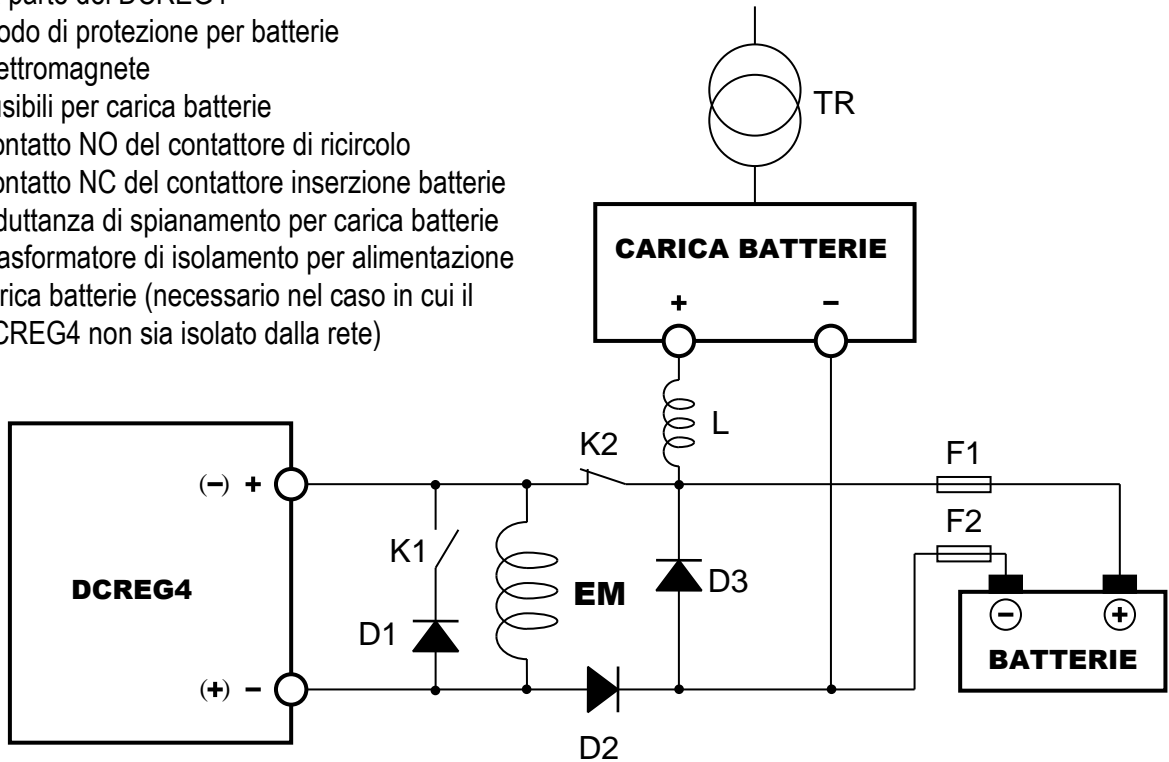 parte del DCREG4
odo di protezione per batterie
ettromagnete
usibili per carica batterie
ontatto NO del contattore di ricircolo
ontatto NC del contattore inserzione batterie
duttanza di spianamento per carica batterie
asformatore di isolamento per alimentazione
rica batterie (necessario nel caso in cui il
CREG4 non sia isolato dalla rete)
TR
CARICA BATTERIE
+ −
L
K2
F1
F2
(−) +
K1
EM
D3
DCREG4
D1
− +
BATTERIE
(+) −
D2